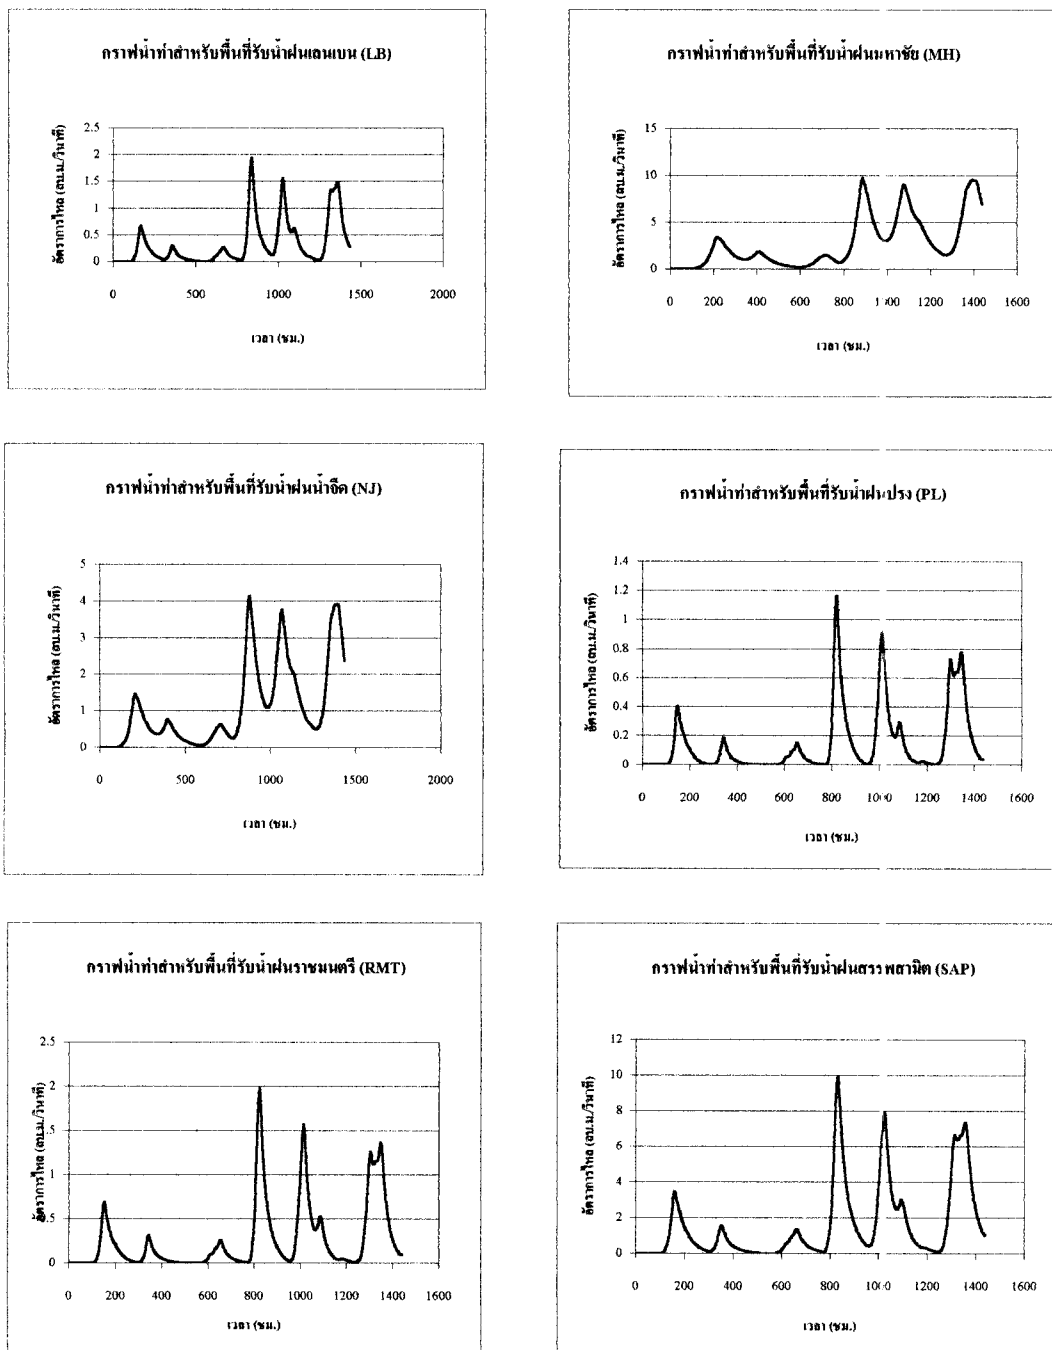 กราฟน้ำท่าสำหรับพื้นที่รับน้ำฝนเลนเบน (LB)
อัตราการไหล (ลบ.ม./วินาที)
2.5
2
1.5
1
0.5
0
0 500 1000 1500 2000
เวลา (ชม.)
กราฟน้ำท่าสำหรับพื้นที่รับน้ำฝนมหาชัย (MH)
อัตราการไหล (ลบ.ม./วินาที)
15
10
5
0
0 200 400 600 800 1000 1200 1400 1600
เวลา (ชม.)
กราฟน้ำท่าสำหรับพื้นที่รับน้ำฝนน้ำจืด (NJ)
อัตราการไหล (ลบ.ม./วินาที)
5
4
3
2
1
0
0 500 1000 1500 2000
เวลา (ชม.)
กราฟน้ำท่าสำหรับพื้นที่รับน้ำฝนปรง (PL)
อัตราการไหล (ลบ.ม./วินาที)
1.4
1.2
1
0.8
0.6
0.4
0.2
0
0 200 400 600 800 1000 1200 1400 1600
เวลา (ชม.)
กราฟน้ำท่าสำหรับพื้นที่รับน้ำฝนราชมนตรี (RMT)
อัตราการไหล (ลบ.ม./วินาที)
2.5
2
1.5
1
0.5
0
0 200 400 600 800 1000 1200 1400 1600
เวลา (ชม.)
กราฟน้ำท่าสำหรับพื้นที่รับน้ำฝนสรรพสามิต (SAP)
อัตราการไหล (ลบ.ม./วินาที)
12
10
8
6
4
2
0
0 200 400 600 800 1000 1200 1400 1600
เวลา (ชม.)